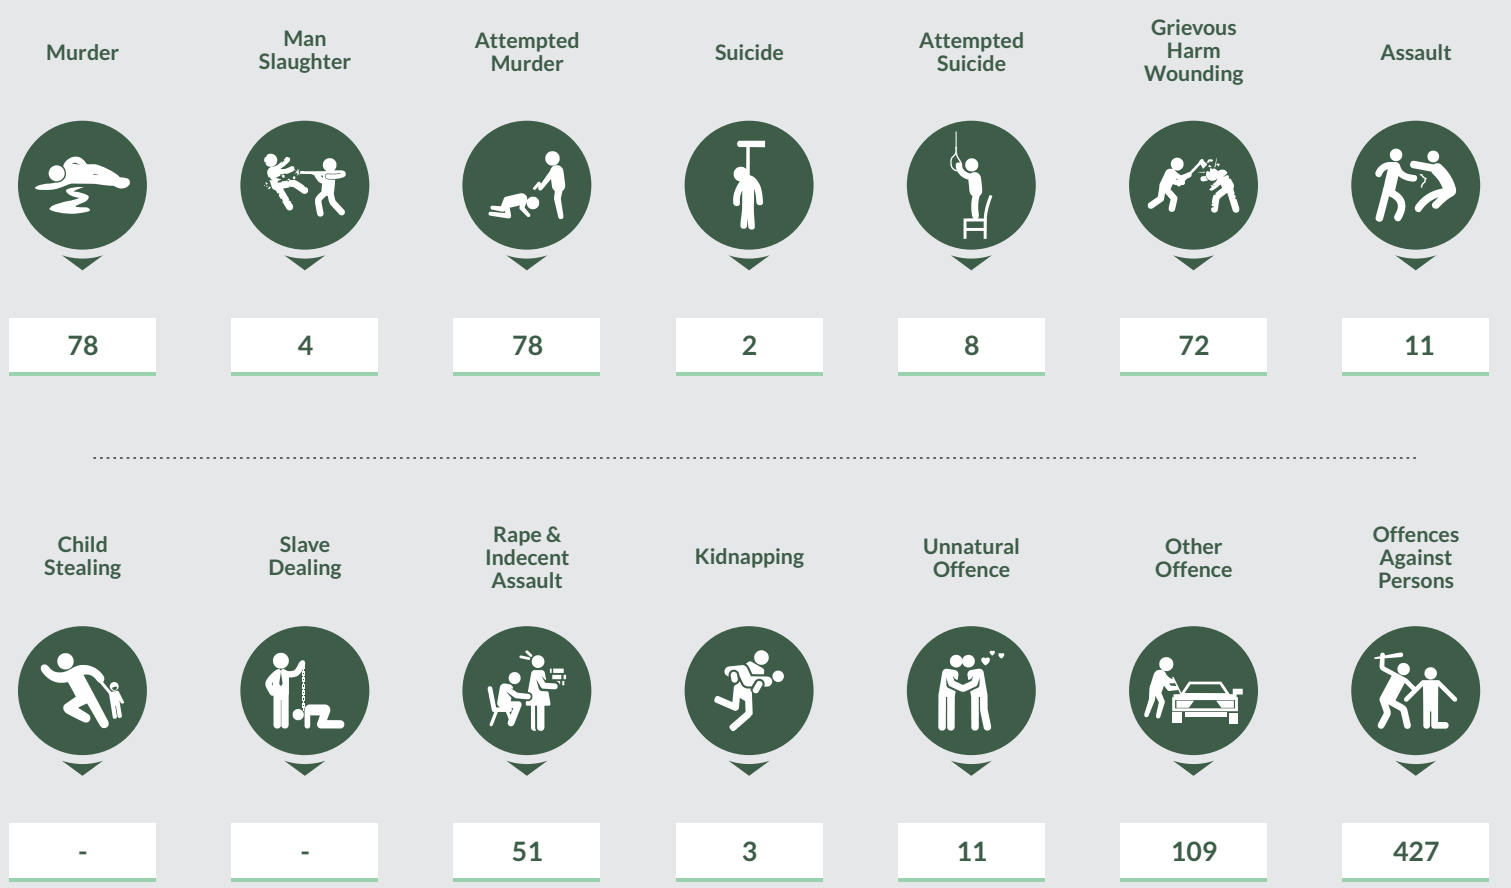 Murder
Man
Slaughter
Attempted
Murder
Suicide
Attempted
Suicide
Grievous
Harm
Wounding
Assault
78
4
78
2
8
72
11
Child
Stealing
Slave
Dealing
Rape &
Indecent
Assault
Kidnapping
Unnatural
Offence
Other
Offence
Offences
Against
Persons
-
-
51
3
11
109
427